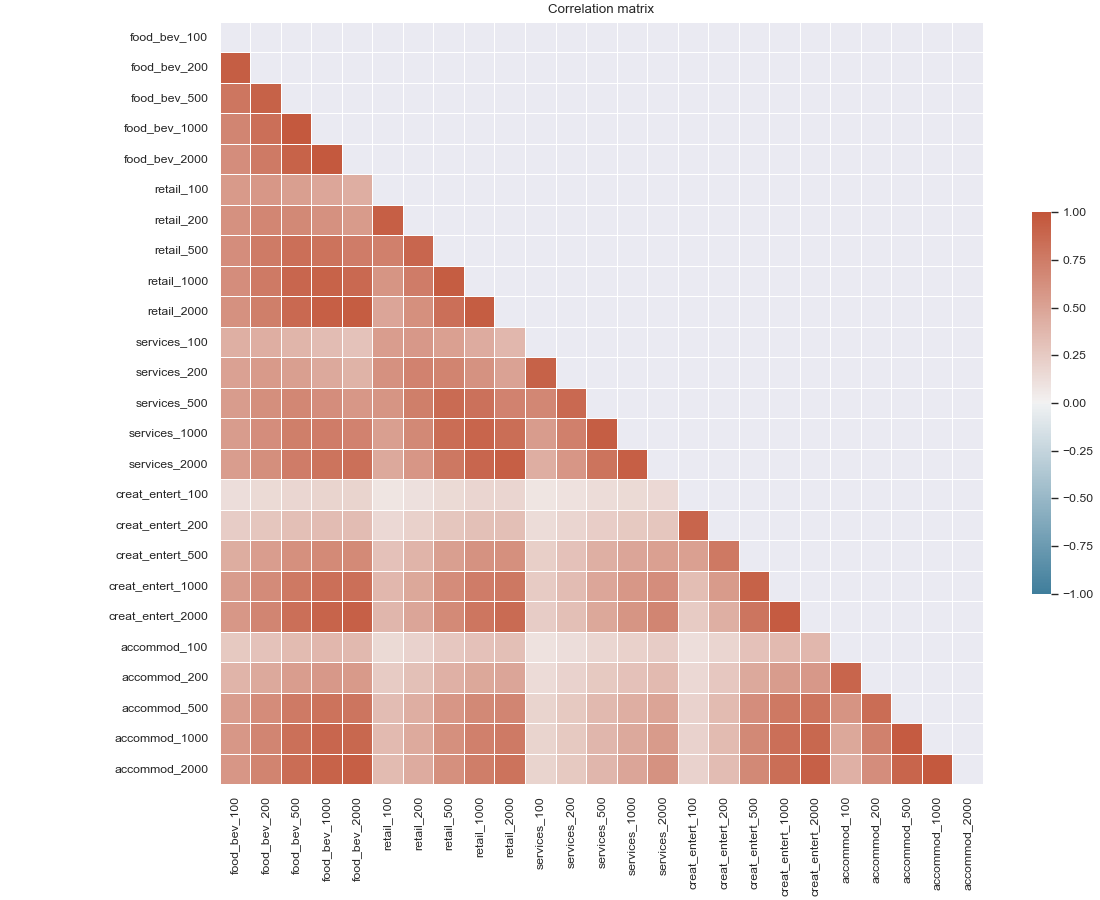 Correlation matrix
food_bev_100
food_bev_200
food_bev_500
food_bev_1000
food_bev_2000
retail_100
retail_200
retail_500
retail_1000
retail_2000
services_100
services_200
services_500
services_1000
services_2000
creat_entert_100
creat_entert_200
creat_entert_500
creat_entert_1000
creat_entert_2000
accommod_100
accommod_200
accommod_500
accommod_1000
accommod_2000
food_bev_100
food_bev_200
food_bev_500
food_bev_1000
food_bev_2000
retail_100
retail_200
retail_500
retail_1000
retail_2000
services_100
services_200
services_500
services_1000
services_2000
creat_entert_100
creat_entert_200
creat_entert_500
creat_entert_1000
creat_entert_2000
accommod_100
accommod_200
accommod_500
accommod_1000
accommod_2000
1.00
0.75
0.50
0.25
0.00
−0.25
−0.50
−0.75
−1.00